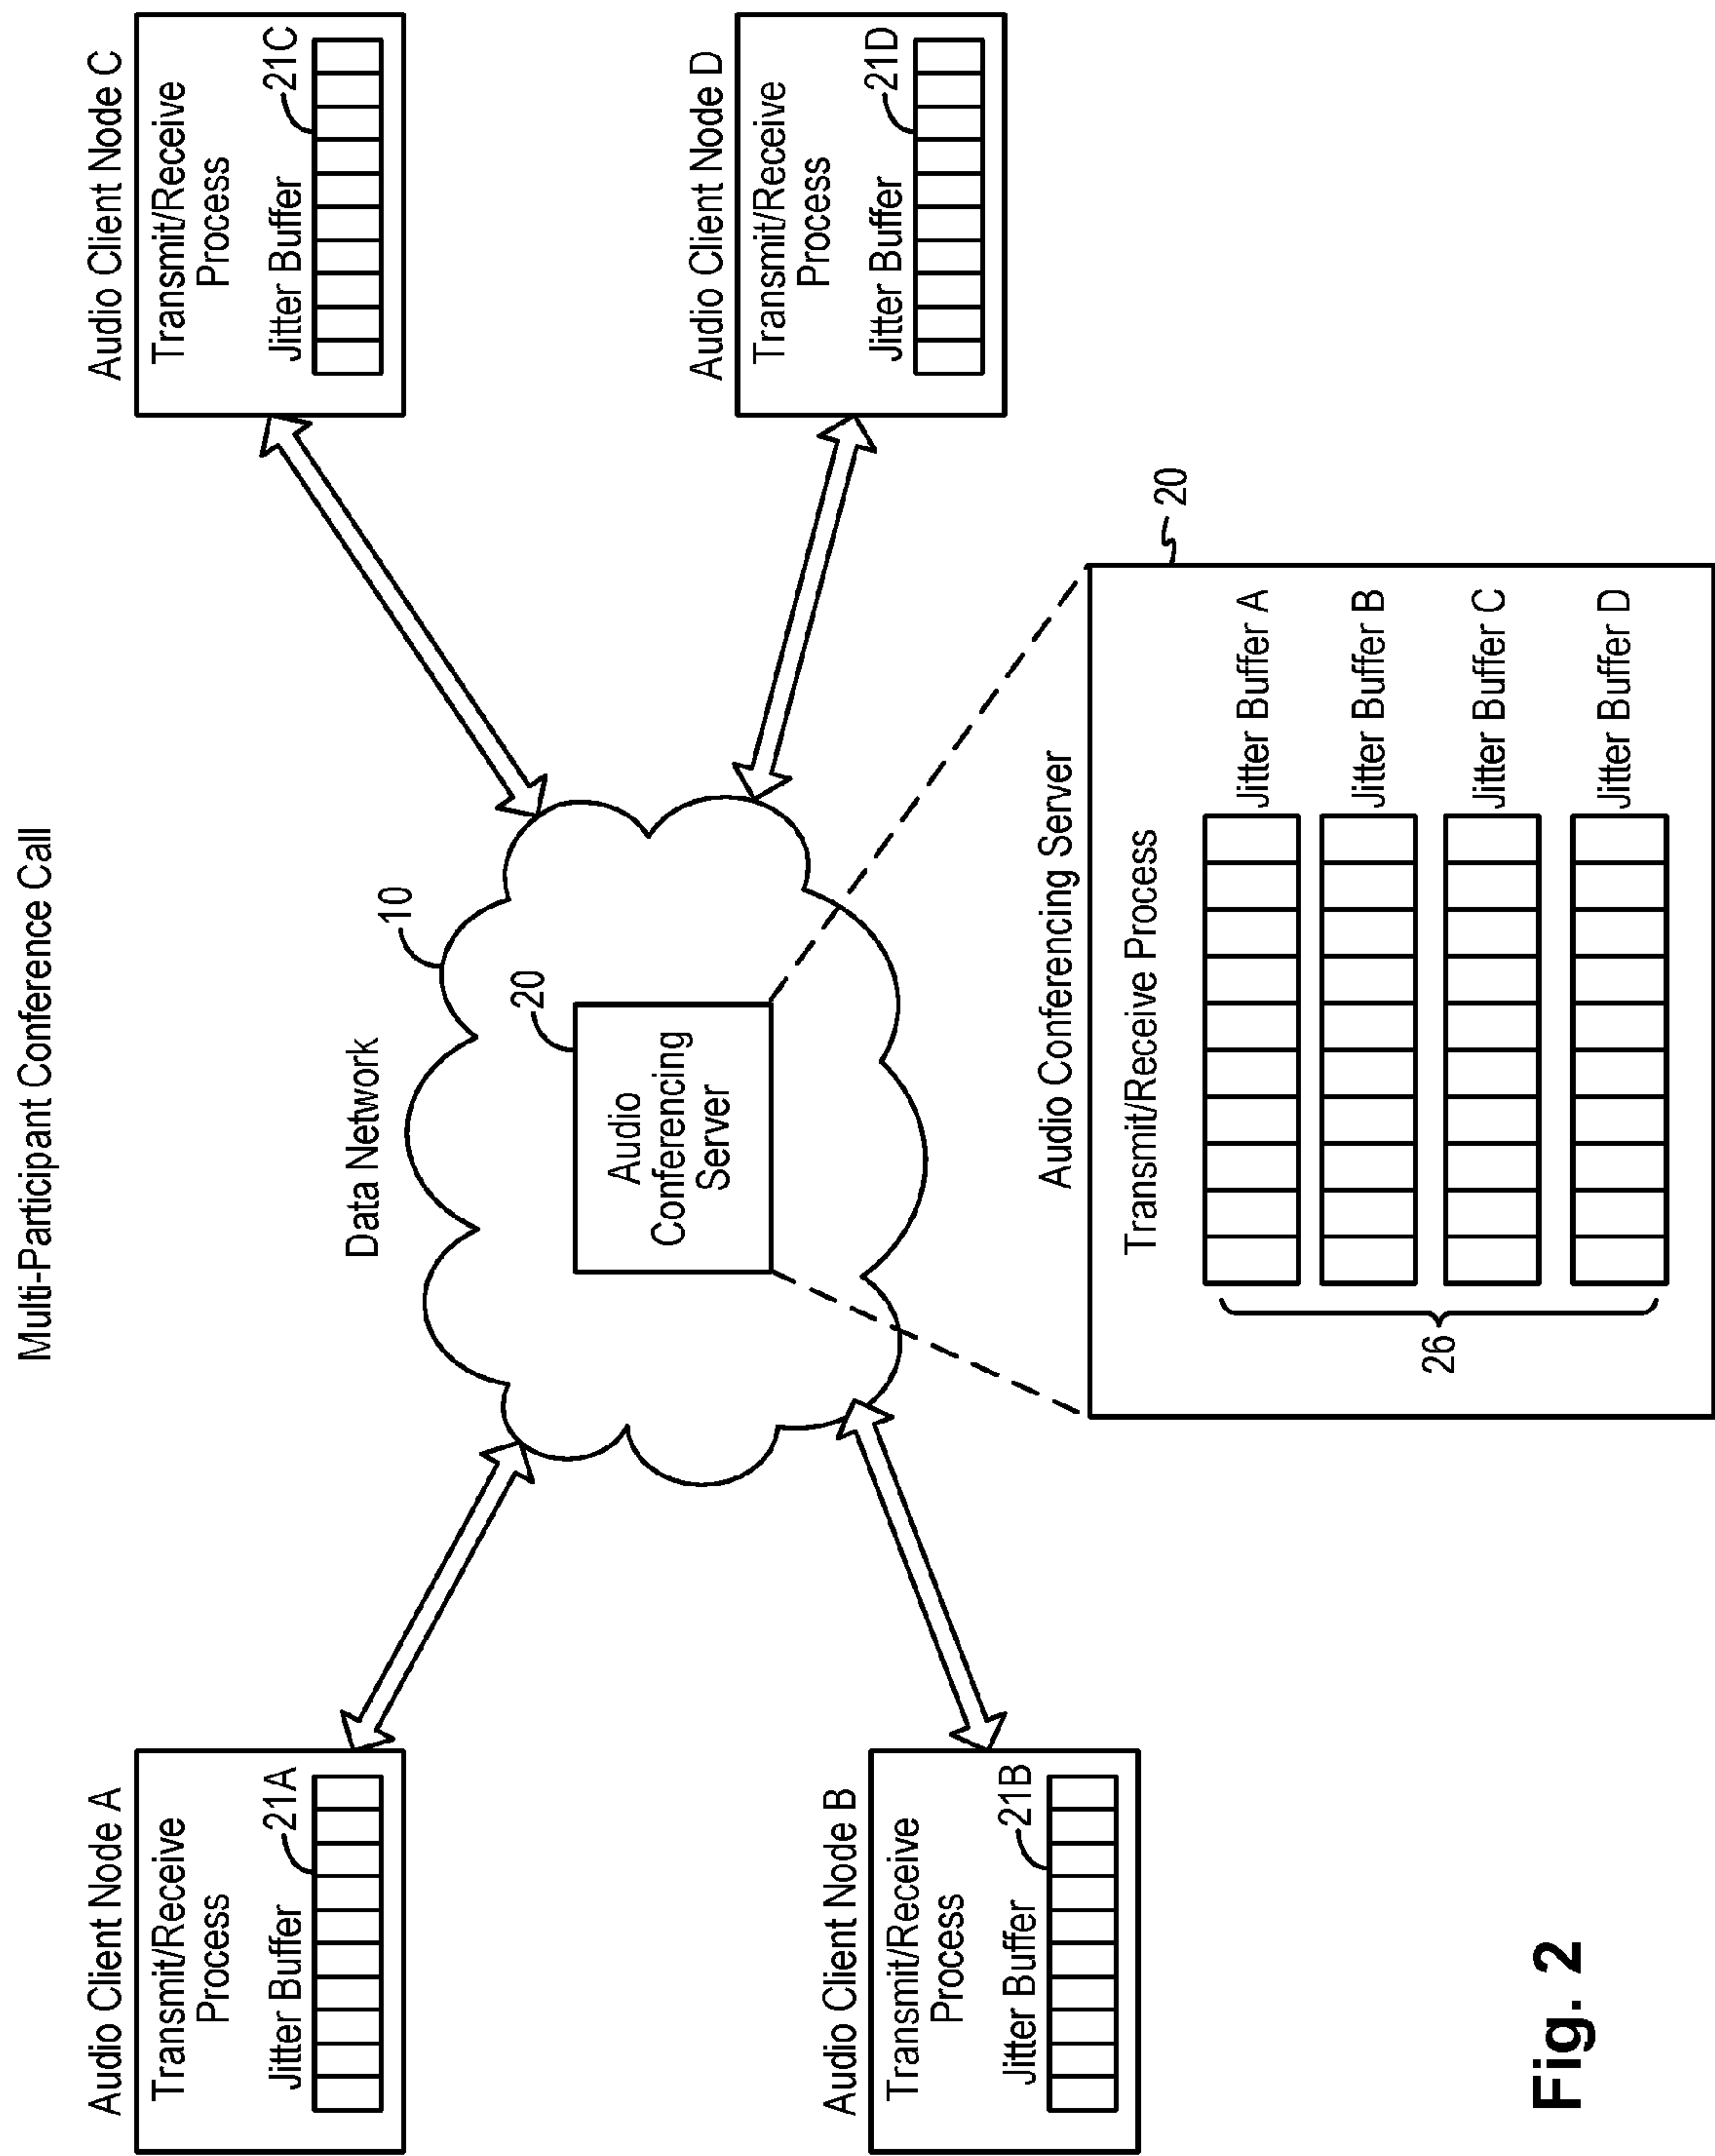 Multi-Participant Conference Call
Audio Client Node A
Transmit/Receive
Process
Jitter Buffer
21A
Data Network
10
20
Audio
Conferencing
Server
Audio Client Node C
Transmit/Receive
Process
Jitter Buffer
21C
Audio Client Node D
Transmit/Receive
Process
Jitter Buffer
21D
Audio Client Node B
Transmit/Receive
Process
Jitter Buffer
21B
Audio Conferencing Server
20
Transmit/Receive Process
Jitter Buffer A
Jitter Buffer B
Jitter Buffer C
Jitter Buffer D
26
Fig. 2